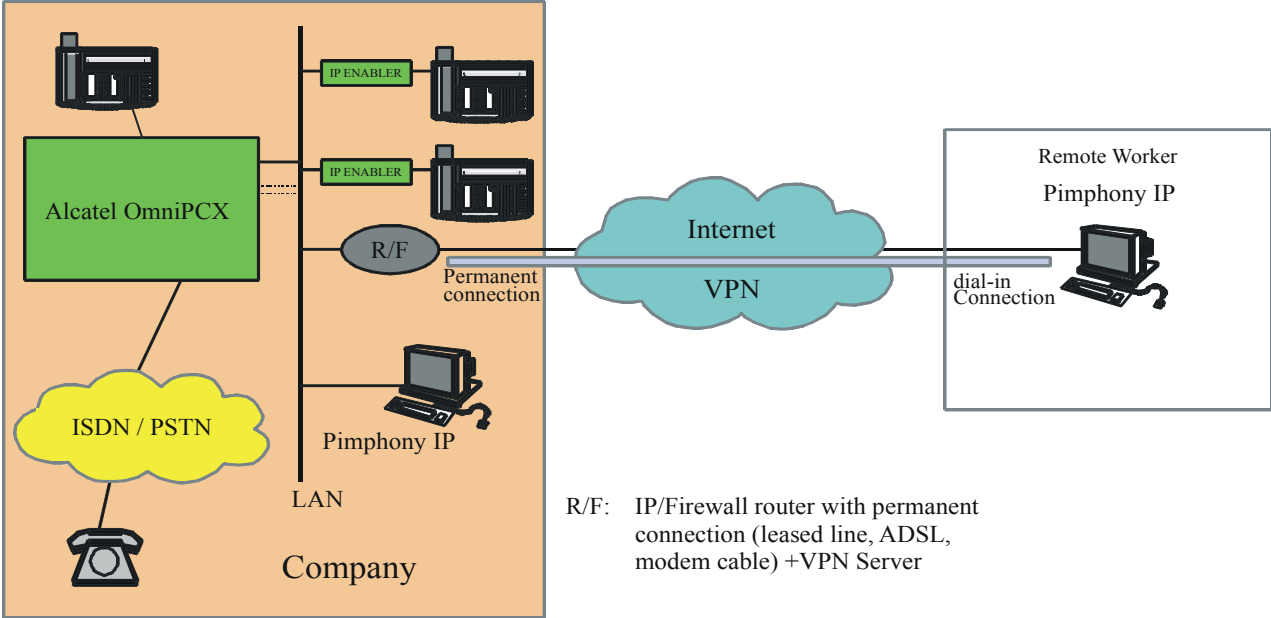 IP ENABLER
IP ENABLER
Alcatel OmniPCX
R/F
Permanent
connection
Internet
VPN
Remote Worker
Pimphony IP
dial-in
Connection
ISDN / PSTN
Pimphony IP
LAN
Company
R/F: IP/Firewall router with permanent
connection (leased line, ADSL,
modem cable) +VPN Server